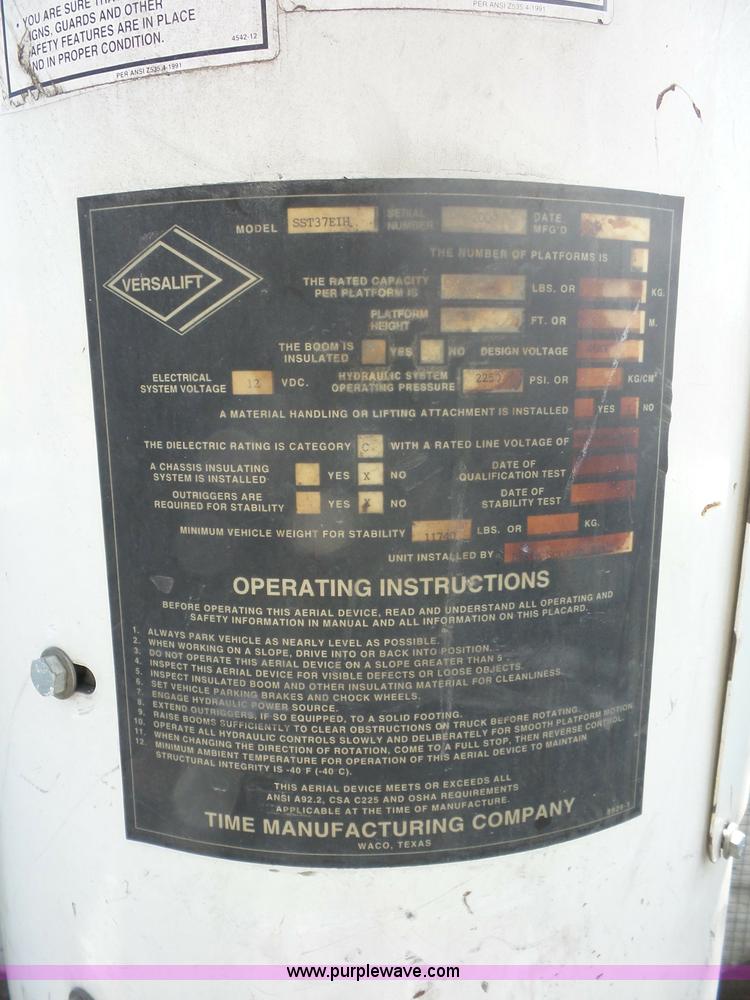 YOU ARE SURE
SIGNS, GUARDS AND OTHER
SAFETY FEATURES ARE IN PLACE
AND IN PROPER CONDITION.
4542-12
PER ANSI Z535.4-1991
PER ANSI Z535.4-1991
MODEL SST37EIH SERIAL NUMBER DATE MFG'D
VERSALIFT
THE NUMBER OF PLATFORMS IS
THE RATED CAPACITY PER PLATFORM IS LBS. OR KG.
PLATFORM HEIGHT FT. OR M.
THE BOOM IS INSULATED YES NO DESIGN VOLTAGE
ELECTRICAL SYSTEM VOLTAGE 12 VDC. HYDRAULIC SYSTEM OPERATING PRESSURE 2250 PSI. OR KG/CM²
A MATERIAL HANDLING OR LIFTING ATTACHMENT IS INSTALLED YES NO
THE DIELECTRIC RATING IS CATEGORY C WITH A RATED LINE VOLTAGE OF
A CHASSIS INSULATING SYSTEM IS INSTALLED YES X NO DATE OF QUALIFICATION TEST
OUTRIGGERS ARE REQUIRED FOR STABILITY YES X NO DATE OF STABILITY TEST
MINIMUM VEHICLE WEIGHT FOR STABILITY LBS. OR KG.
UNIT INSTALLED BY
OPERATING INSTRUCTIONS
BEFORE OPERATING THIS AERIAL DEVICE, READ AND UNDERSTAND ALL OPERATING AND
SAFETY INFORMATION IN MANUAL AND ALL INFORMATION ON THIS PLACARD.
1. ALWAYS PARK VEHICLE AS NEARLY LEVEL AS POSSIBLE.
2. WHEN WORKING ON A SLOPE, DRIVE INTO OR BACK INTO POSITION.
3. DO NOT OPERATE THIS AERIAL DEVICE ON A SLOPE GREATER THAN 5°.
4. INSPECT THIS AERIAL DEVICE FOR VISIBLE DEFECTS OR LOOSE OBJECTS.
5. INSPECT INSULATED BOOM AND OTHER INSULATING MATERIAL FOR CLEANLINESS.
6. SET VEHICLE PARKING BRAKES AND CHOCK WHEELS.
7. ENGAGE HYDRAULIC POWER SOURCE.
8. EXTEND OUTRIGGERS, IF SO EQUIPPED, TO A SOLID FOOTING.
9. RAISE BOOMS SUFFICIENTLY TO CLEAR OBSTRUCTIONS ON TRUCK BEFORE ROTATING.
10. OPERATE ALL HYDRAULIC CONTROLS SLOWLY AND DELIBERATELY FOR SMOOTH PLATFORM MOTION.
11. WHEN CHANGING THE DIRECTION OF ROTATION, COME TO A FULL STOP, THEN REVERSE CONTROL.
12. MINIMUM AMBIENT TEMPERATURE FOR OPERATION OF THIS AERIAL DEVICE TO MAINTAIN
STRUCTURAL INTEGRITY IS -40 F (-40 C).
THIS AERIAL DEVICE MEETS OR EXCEEDS ALL
ANSI A92.2, CSA C225 AND OSHA REQUIREMENTS
APPLICABLE AT THE TIME OF MANUFACTURE.
TIME MANUFACTURING COMPANY
WACO, TEXAS
www.purplewave.com